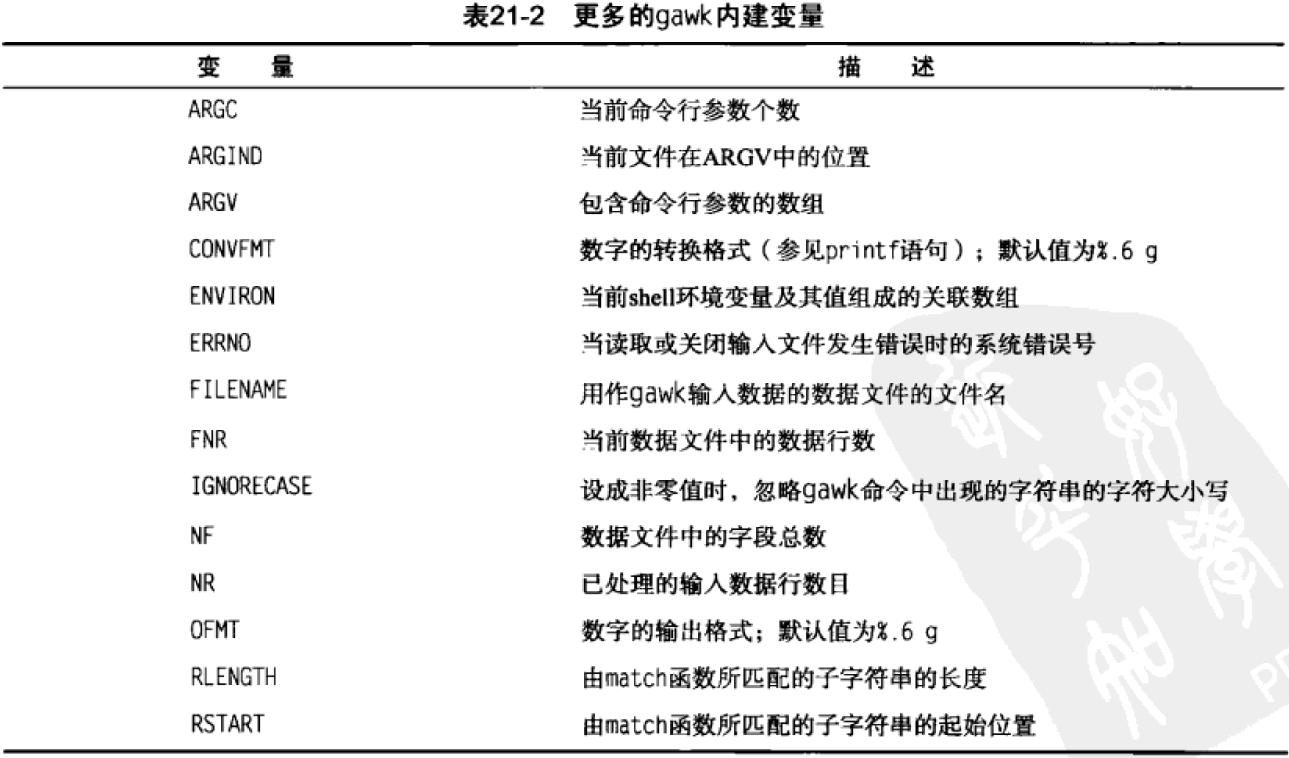 表21-2 更多的gawk内建变量
变 量 描 述
ARGC 当前命令行参数个数
ARGIND 当前文件在ARGV中的位置
ARGV 包含命令行参数的数组
CONVFMT 数字的转换格式(参见printf语句);默认值为%.6 g
ENVIRON 当前shell环境变量及其值组成的关联数组
ERRNO 当读取或关闭输入文件发生错误时的系统错误号
FILENAME 用作gawk输入数据的数据文件的文件名
FNR 当前数据文件中的数据行数
IGNORECASE 设成非零值时,忽略gawk命令中出现的字符串的字符大小写
NF 数据文件中的字段总数
NR 已处理的输入数据行数目
OFMT 数字的输出格式;默认值为%.6 g
RLENGTH 由match函数所匹配的子字符串的长度
RSTART 由match函数所匹配的子字符串的起始位置